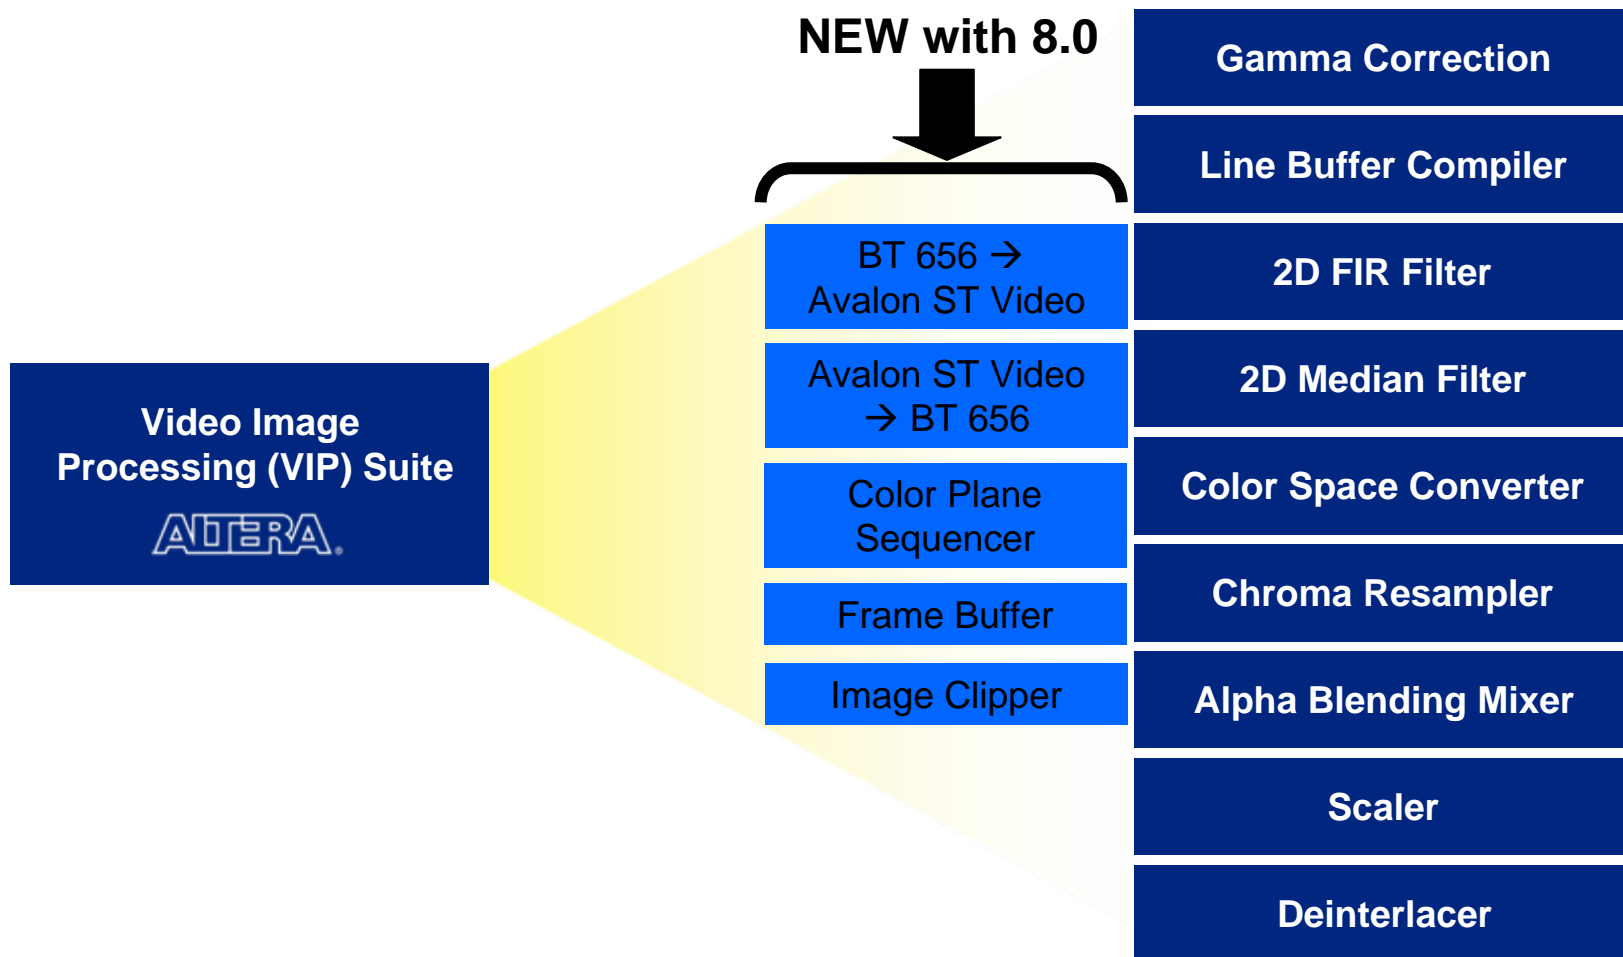 NEW with 8.0
Video Image
Processing (VIP) Suite
ALTERA.
BT 656 →
Avalon ST Video
Avalon ST Video
→ BT 656
Color Plane
Sequencer
Frame Buffer
Image Clipper
Gamma Correction
Line Buffer Compiler
2D FIR Filter
2D Median Filter
Color Space Converter
Chroma Resampler
Alpha Blending Mixer
Scaler
Deinterlacer